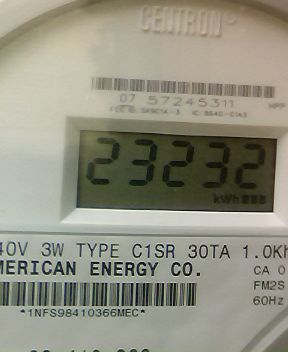 CENTRON®
07 57245311
23232
kWh
40V 3W TYPE C1SR 30TA 1.0Kh
MERICAN ENERGY CO.
CA 0
FM2S
60Hz
*1NFS98410366MEC*